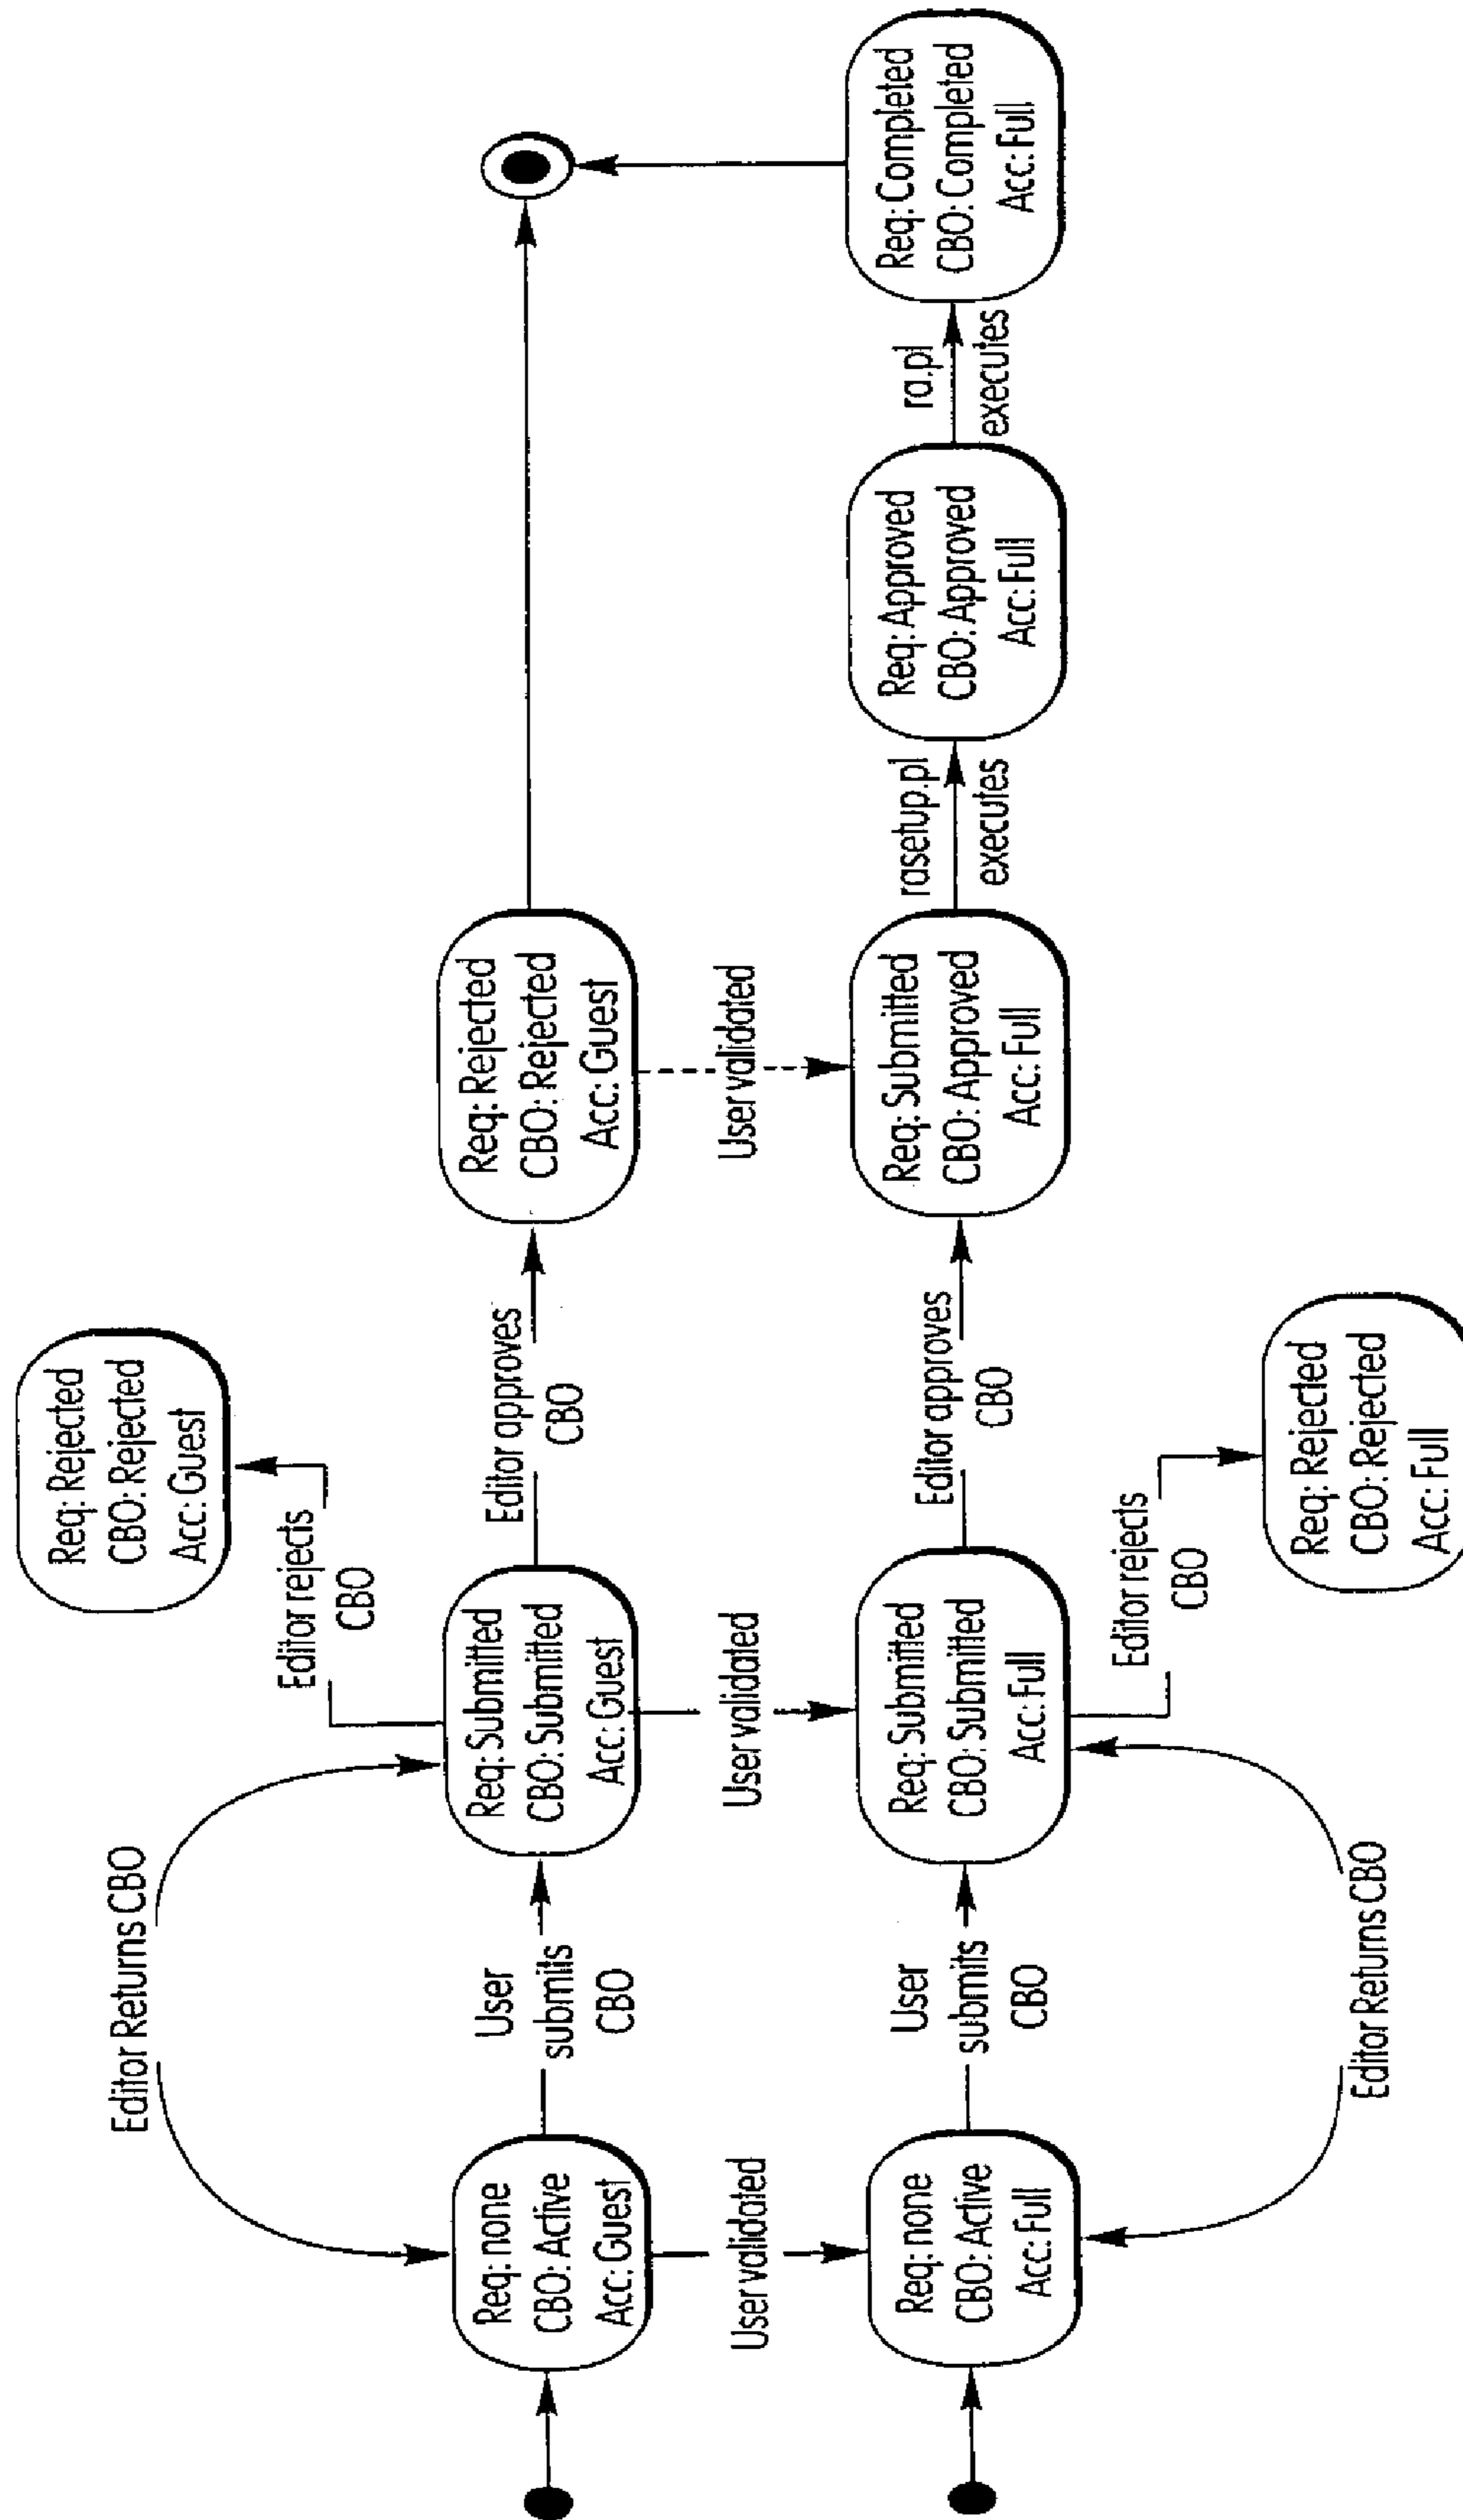 Editor Returns CBO
Req: Rejected
CBO: Rejected
Acc: Guest
Editor rejects
CBO
Req: none
CBO: Active
Acc: Guest
User
submits
CBO
Req: Submitted
CBO: Submitted
Acc: Guest
Editor approves
CBO
Req: Rejected
CBO: Rejected
Acc: Guest
User validated
User validated
User validated
Req: none
CBO: Active
Acc: Full
User
submits
CBO
Req: Submitted
CBO: Submitted
Acc: Full
Editor approves
CBO
Req: Submitted
CBO: Approved
Acc: Full
rasetup.pl
executes
Req: Approved
CBO: Approved
Acc: Full
ra.pl
executes
Req: Completed
CBO: Completed
Acc: Full
Editor rejects
CBO
Req: Rejected
CBO: Rejected
Acc: Full
Editor Returns CBO